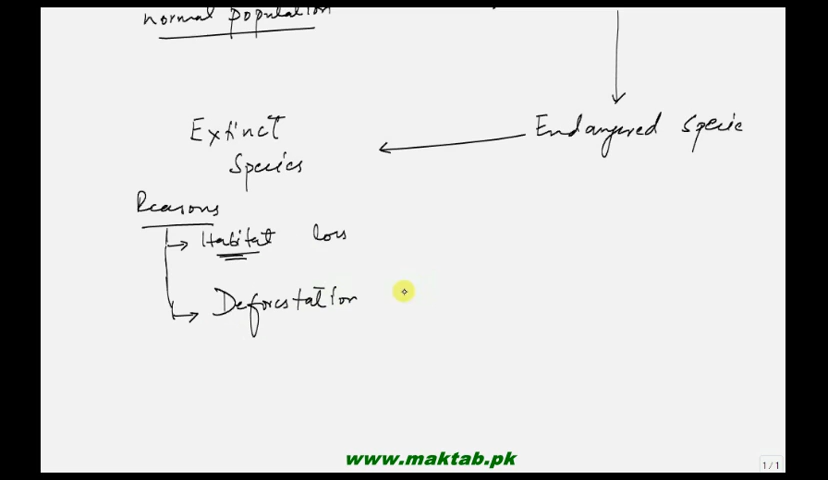 normal population
Endangered Specie
Extinct
Species
Reasons
Habitat loss
Deforestation
www.maktab.pk
1/1